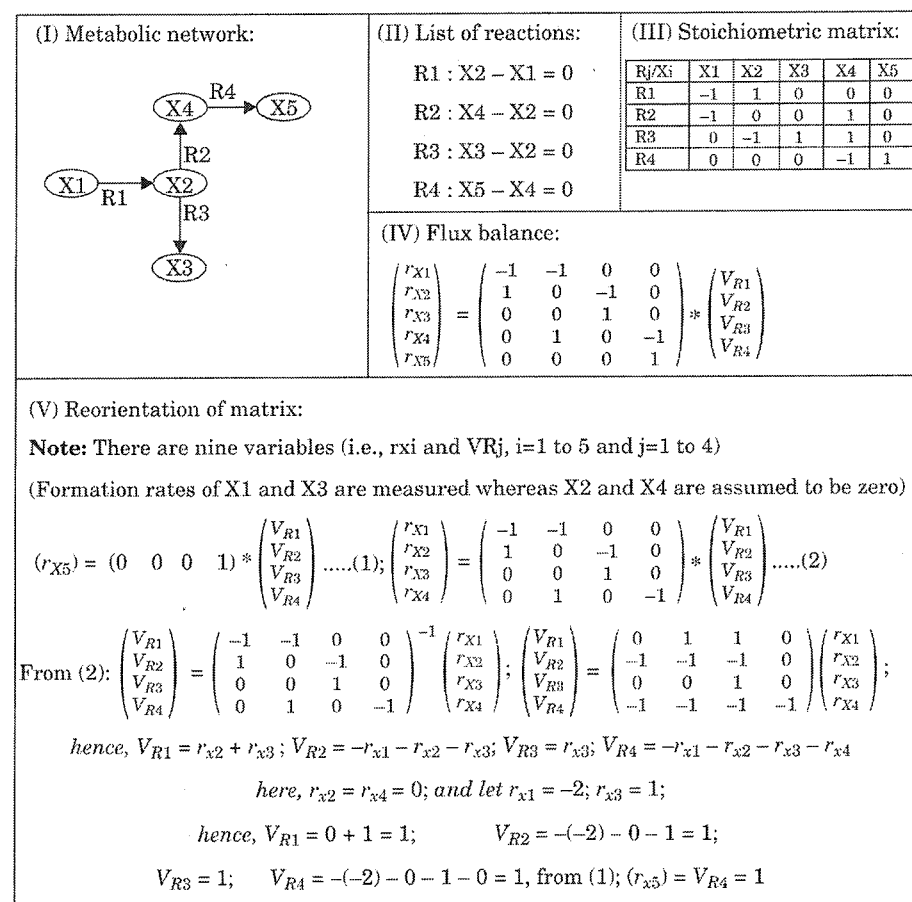 (I) Metabolic network:
X4 R4 X5
R2
X1 R1 X2
R3
X3
(II) List of reactions:
R1 : X2 – X1 = 0
R2 : X4 – X2 = 0
R3 : X3 – X2 = 0
R4 : X5 – X4 = 0
(III) Stoichiometric matrix:
Rj/Xi X1 X2 X3 X4 X5
R1 –1 1 0 0 0
R2 –1 0 0 1 0
R3 0 –1 1 1 0
R4 0 0 0 –1 1
(IV) Flux balance:
(rX1) = (–1 –1 0 0) * (VR1)
(rX2) (1 0 –1 0) (VR2)
(rX3) (0 0 1 0) (VR3)
(rX4) (0 1 0 –1) (VR4)
(rX5) (0 0 0 1)
(V) Reorientation of matrix:
Note: There are nine variables (i.e., rxi and VRj, i=1 to 5 and j=1 to 4)
(Formation rates of X1 and X3 are measured whereas X2 and X4 are assumed to be zero)
(rX5) = (0 0 0 1) * (VR1 VR2 VR3 VR4) .....(1); (rX1 rX2 rX3 rX4) = (–1 –1 0 0 / 1 0 –1 0 / 0 0 1 0 / 0 1 0 –1) * (VR1 VR2 VR3 VR4) .....(2)
From (2): (VR1 VR2 VR3 VR4) = (–1 –1 0 0 / 1 0 –1 0 / 0 0 1 0 / 0 1 0 –1)–1 (rX1 rX2 rX3 rX4) ; (VR1 VR2 VR3 VR4) = (0 1 1 0 / –1 –1 –1 0 / 0 0 1 0 / –1 –1 –1 –1) (rX1 rX2 rX3 rX4) ;
hence, VR1 = rx2 + rx3 ; VR2 = –rx1 – rx2 – rx3; VR3 = rx3; VR4 = –rx1 – rx2 – rx3 – rx4
here, rx2 = rx4 = 0; and let rx1 = –2; rx3 = 1;
hence, VR1 = 0 + 1 = 1; VR2 = –(–2) – 0 – 1 = 1;
VR3 = 1; VR4 = –(–2) – 0 – 1 – 0 = 1, from (1); (rx5) = VR4 = 1